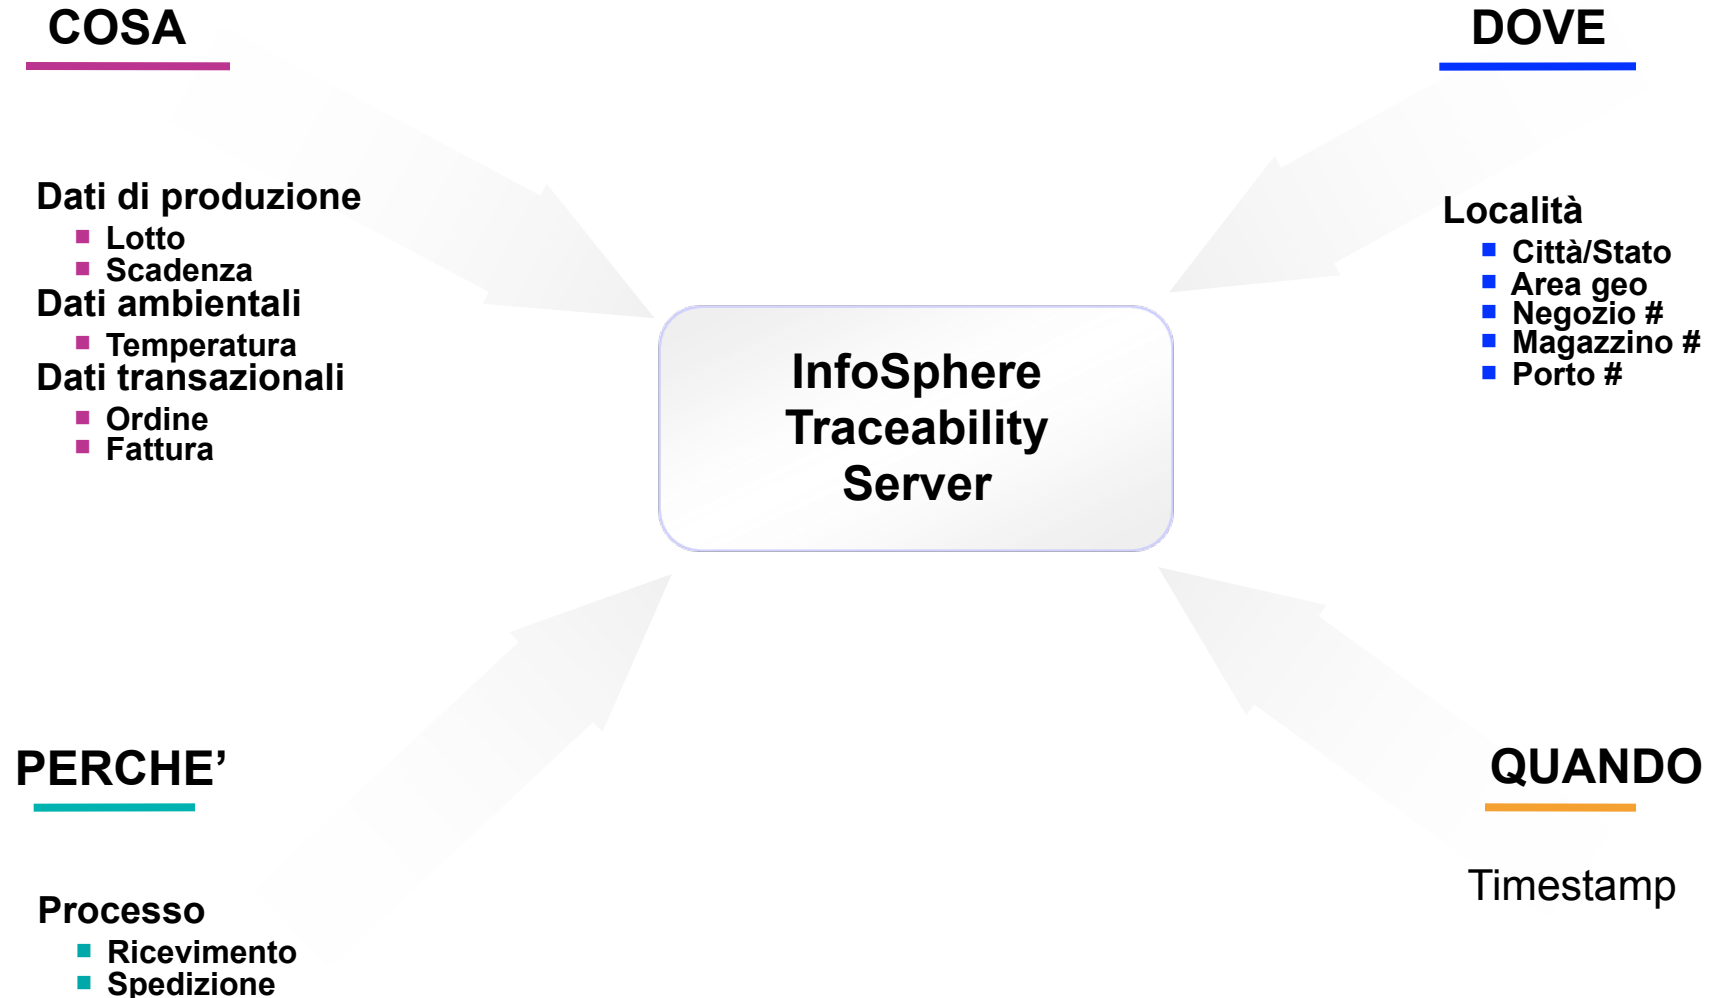 COSA
Dati di produzione
Lotto
Scadenza
Dati ambientali
Temperatura
Dati transazionali
Ordine
Fattura
DOVE
Località
Città/Stato
Area geo
Negozio #
Magazzino #
Porto #
InfoSphere
Traceability
Server
PERCHE’
Processo
Ricevimento
Spedizione
QUANDO
Timestamp